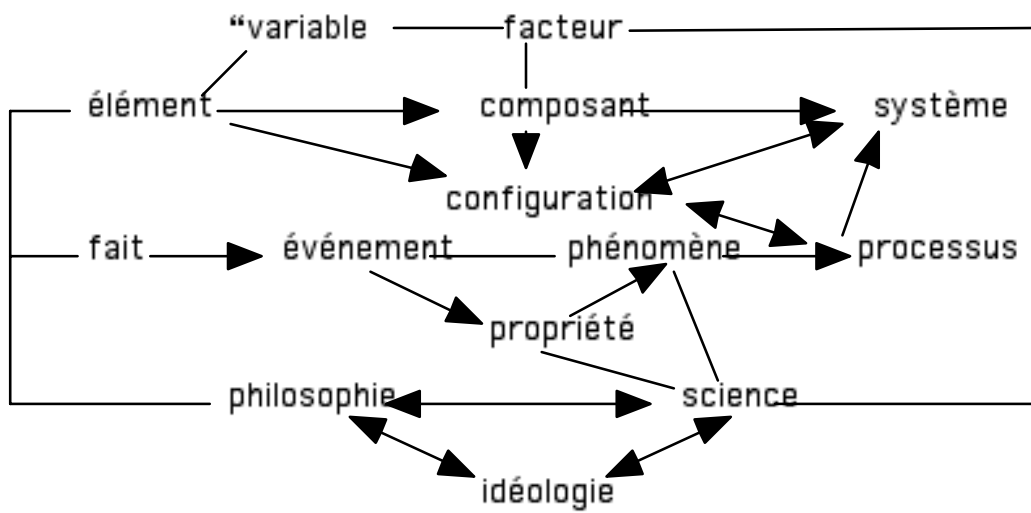 “variable facteur
élément composant système
configuration
fait événement phénomène processus
propriété
philosophie science
idéologie